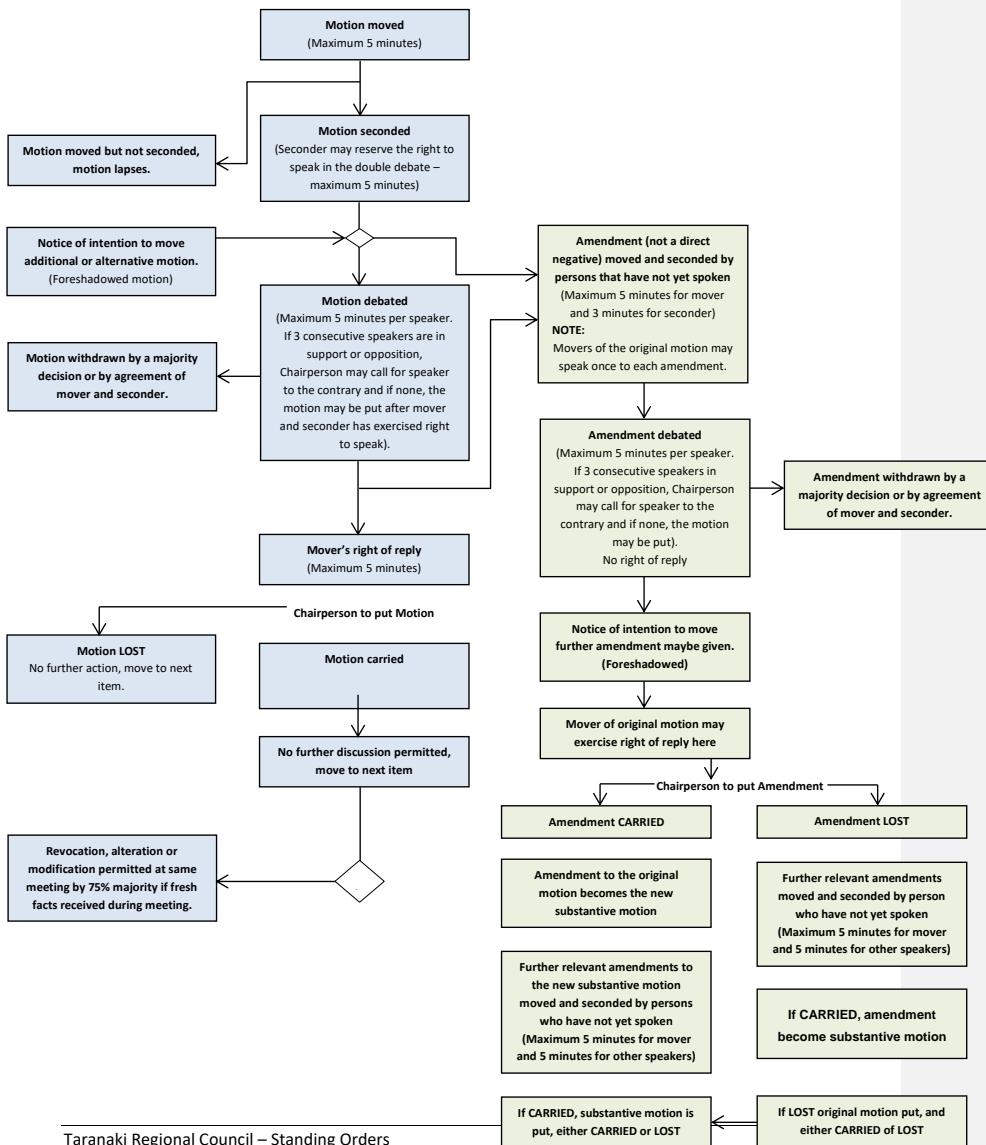 Motion moved
(Maximum 5 minutes)
Motion seconded
(Seconder may reserve the right to
speak in the double debate –
maximum 5 minutes)
Motion moved but not seconded,
motion lapses.
Notice of intention to move
additional or alternative motion.
(Foreshadowed motion)
Motion debated
(Maximum 5 minutes per speaker.
If 3 consecutive speakers are in
support or opposition,
Chairperson may call for speaker
to the contrary and if none, the
motion may be put after mover
and seconder has exercised right
to speak).
Motion withdrawn by a majority
decision or by agreement of
mover and seconder.
Mover’s right of reply
(Maximum 5 minutes)
Chairperson to put Motion
Motion LOST
No further action, move to next
item.
Motion carried
No further discussion permitted,
move to next item
Revocation, alteration or
modification permitted at same
meeting by 75% majority if fresh
facts received during meeting.
Amendment (not a direct
negative) moved and seconded by
persons that have not yet spoken
(Maximum 5 minutes for mover
and 3 minutes for seconder)
NOTE:
Movers of the original motion may
speak once to each amendment.
Amendment debated
(Maximum 5 minutes per speaker.
If 3 consecutive speakers in
support or opposition, Chairperson
may call for speaker to the
contrary and if none, the motion
may be put).
No right of reply
Amendment withdrawn by a
majority decision or by agreement
of mover and seconder.
Notice of intention to move
further amendment maybe given.
(Foreshadowed)
Mover of original motion may
exercise right of reply here
Chairperson to put Amendment
Amendment CARRIED
Amendment to the original
motion becomes the new
substantive motion
Further relevant amendments to
the new substantive motion
moved and seconded by persons
who have not yet spoken
(Maximum 5 minutes for mover
and 5 minutes for other speakers)
If CARRIED, substantive motion is
put, either CARRIED or LOST
Amendment LOST
Further relevant amendments
moved and seconded by person
who have not yet spoken
(Maximum 5 minutes for mover
and 5 minutes for other speakers)
If CARRIED, amendment
become substantive motion
If LOST original motion put, and
either CARRIED of LOST
Taranaki Regional Council – Standing Orders